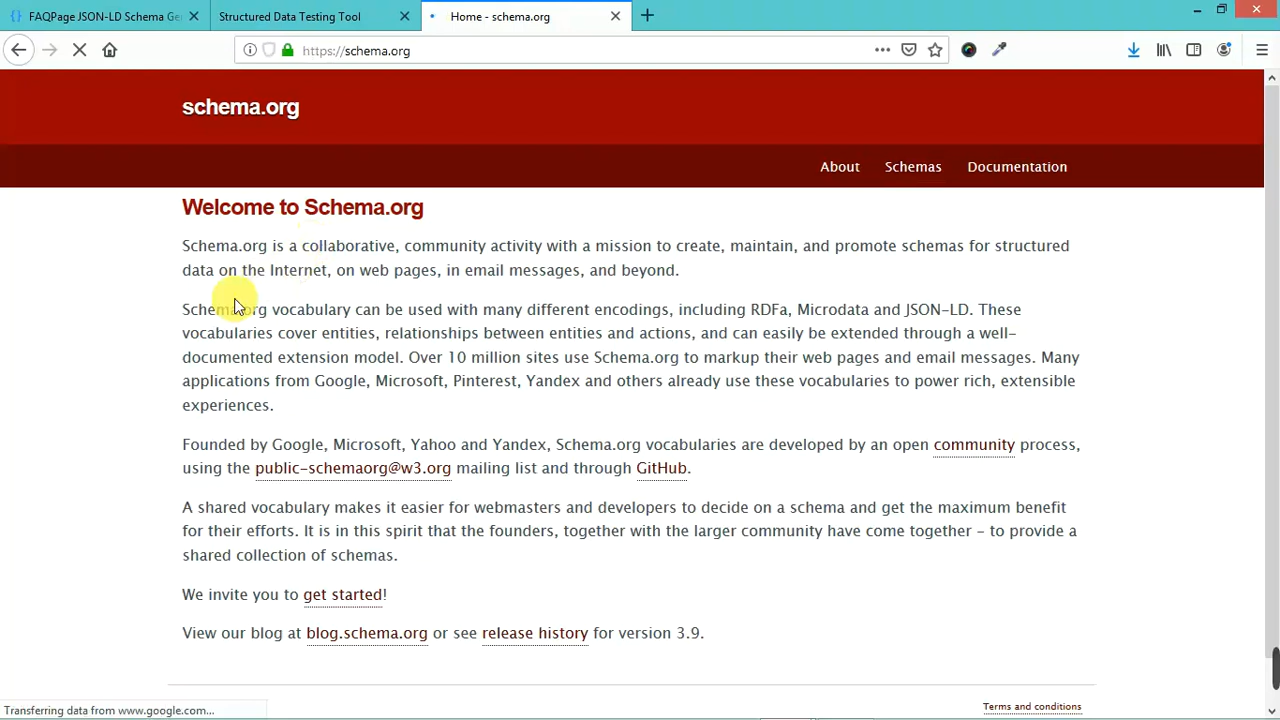 FAQPage JSON-LD Schema Ge
Structured Data Testing Tool
Home - schema.org
https://schema.org
schema.org
About
Schemas
Documentation
Welcome to Schema.org
Schema.org is a collaborative, community activity with a mission to create, maintain, and promote schemas for structured
data on the Internet, on web pages, in email messages, and beyond.
Schema.org vocabulary can be used with many different encodings, including RDFa, Microdata and JSON-LD. These
vocabularies cover entities, relationships between entities and actions, and can easily be extended through a well-
documented extension model. Over 10 million sites use Schema.org to markup their web pages and email messages. Many
applications from Google, Microsoft, Pinterest, Yandex and others already use these vocabularies to power rich, extensible
experiences.
Founded by Google, Microsoft, Yahoo and Yandex, Schema.org vocabularies are developed by an open community process,
using the public-schemaorg@w3.org mailing list and through GitHub.
A shared vocabulary makes it easier for webmasters and developers to decide on a schema and get the maximum benefit
for their efforts. It is in this spirit that the founders, together with the larger community have come together - to provide a
shared collection of schemas.
We invite you to get started!
View our blog at blog.schema.org or see release history for version 3.9.
Terms and conditions
Transferring data from www.google.com...